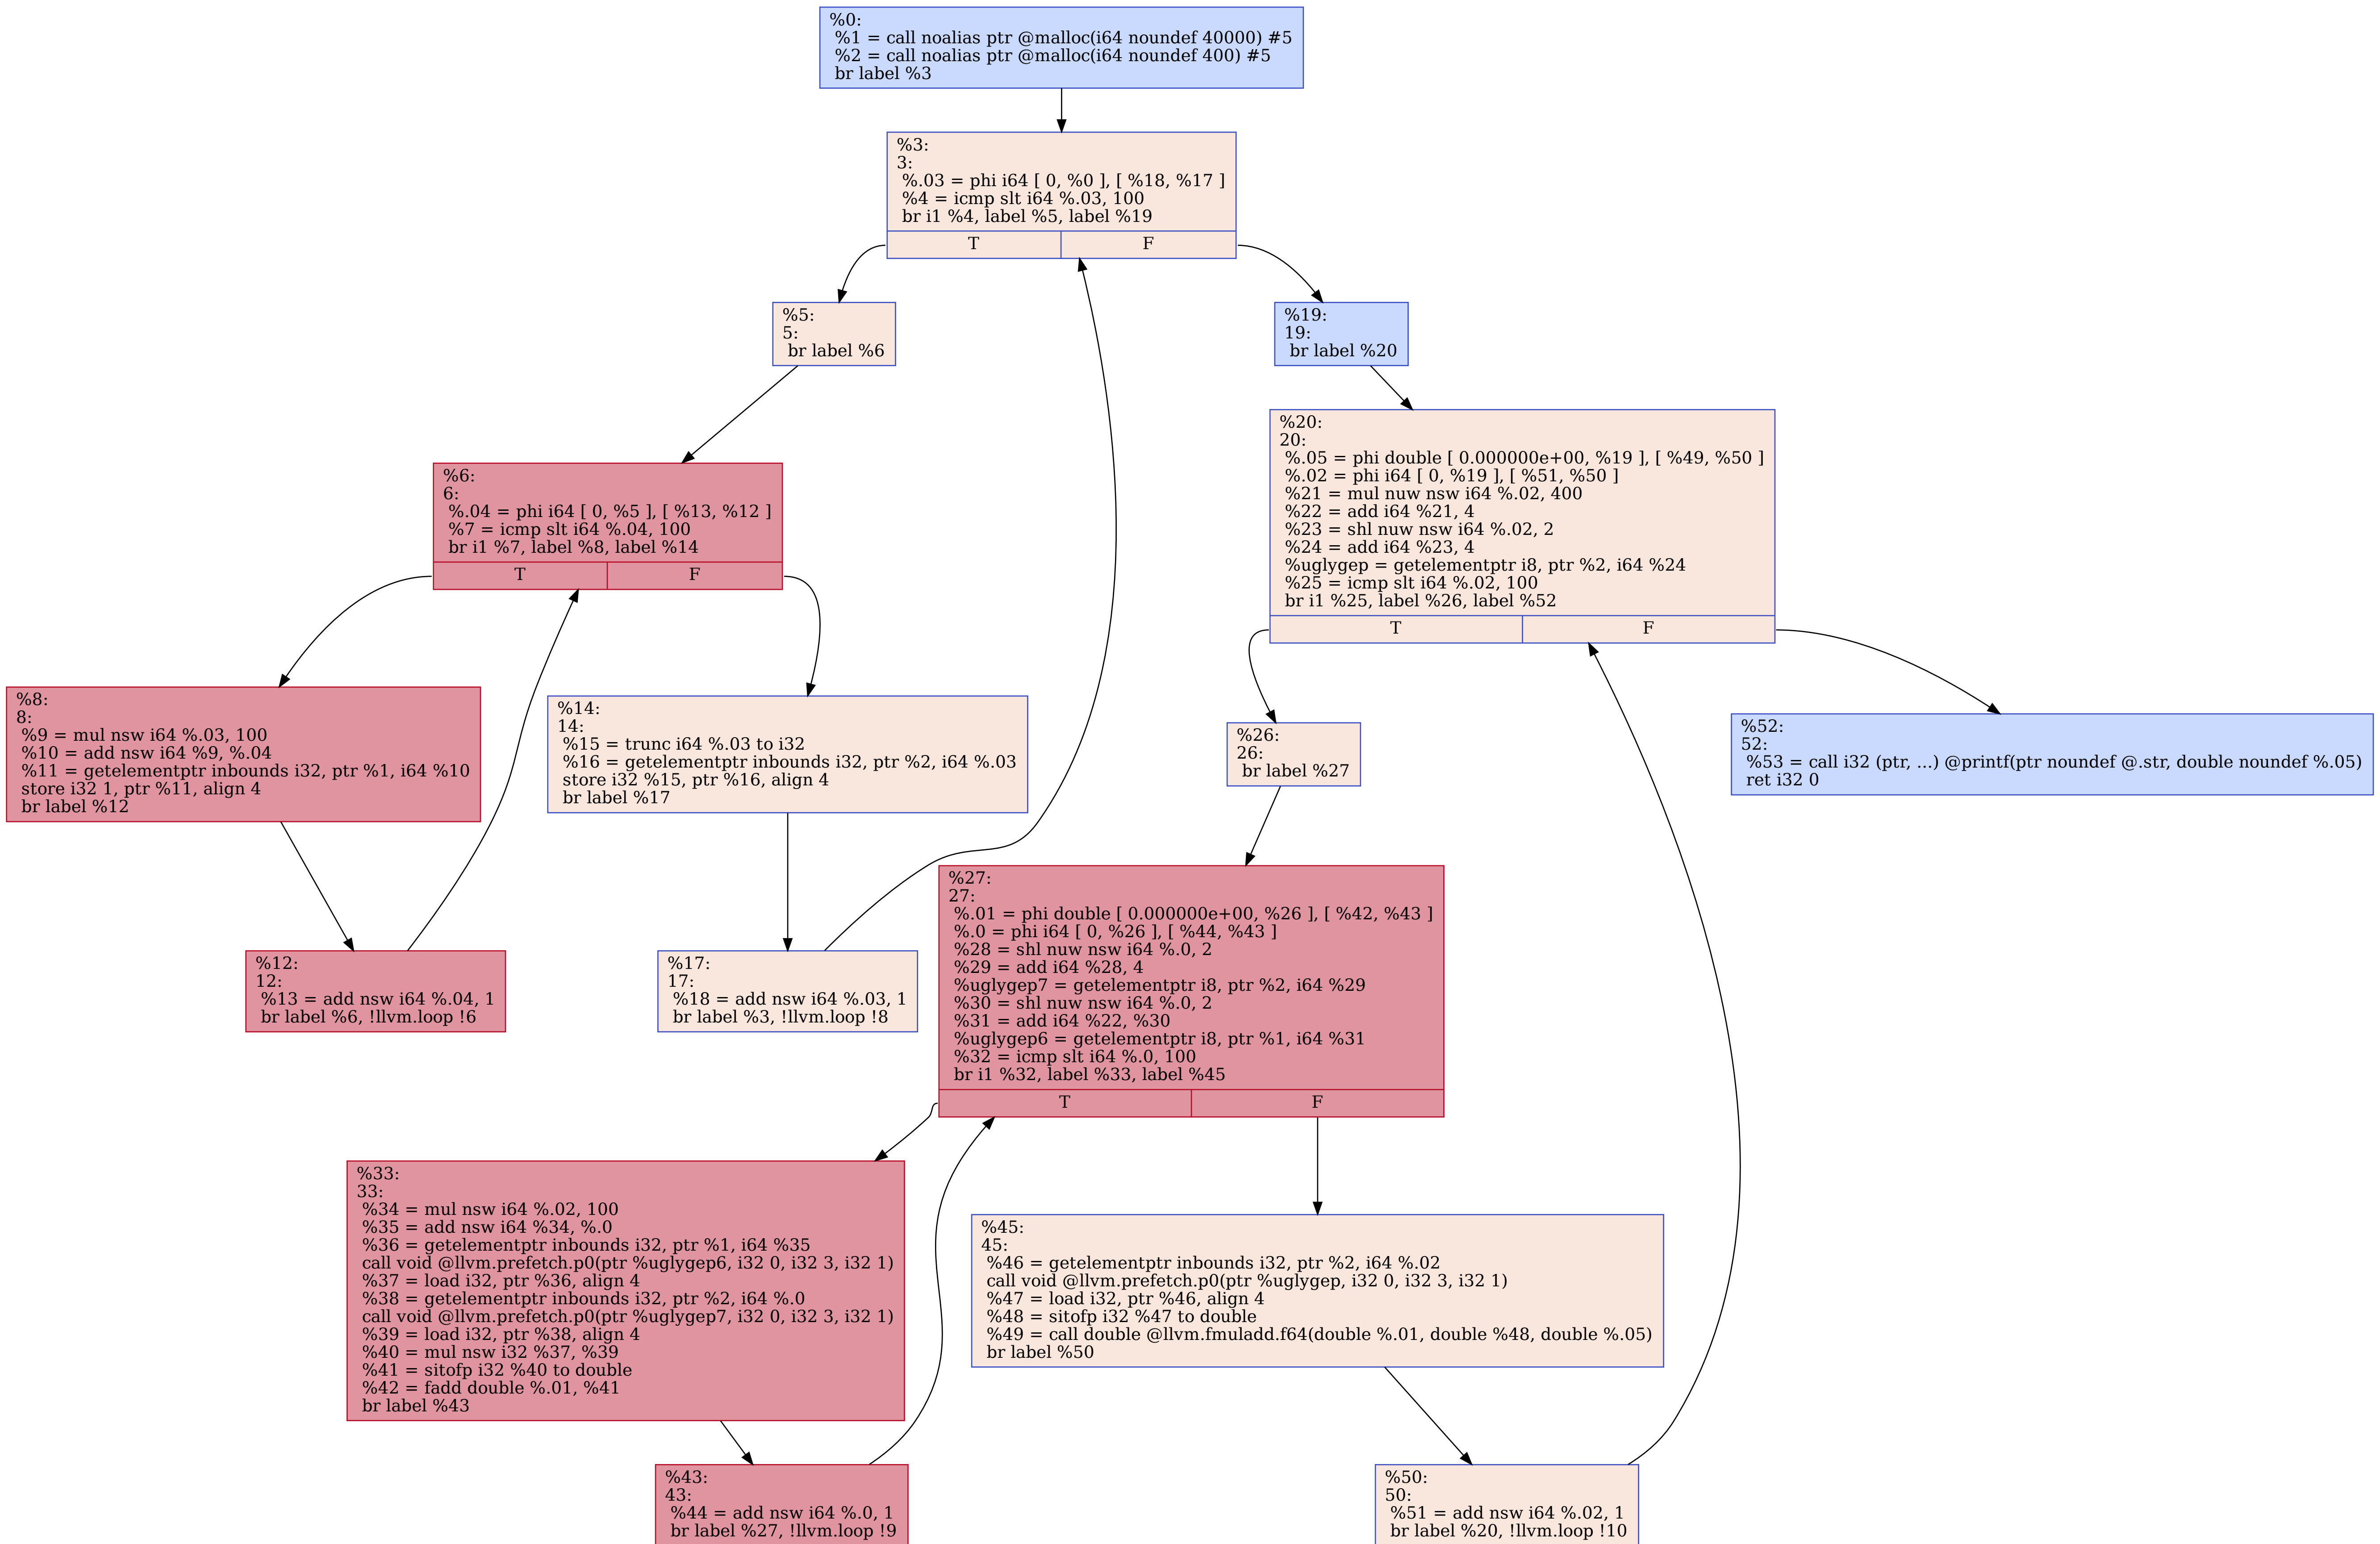 %0:
%1 = call noalias ptr @malloc(i64 noundef 40000) #5
%2 = call noalias ptr @malloc(i64 noundef 400) #5
br label %3
%3:
3:
%.03 = phi i64 [ 0, %0 ], [ %18, %17 ]
%4 = icmp slt i64 %.03, 100
br i1 %4, label %5, label %19
T F
%5:
5:
br label %6
%19:
19:
br label %20
%6:
6:
%.04 = phi i64 [ 0, %5 ], [ %13, %12 ]
%7 = icmp slt i64 %.04, 100
br i1 %7, label %8, label %14
T F
%20:
20:
%.05 = phi double [ 0.000000e+00, %19 ], [ %49, %50 ]
%.02 = phi i64 [ 0, %19 ], [ %51, %50 ]
%21 = mul nuw nsw i64 %.02, 400
%22 = add i64 %21, 4
%23 = shl nuw nsw i64 %.02, 2
%24 = add i64 %23, 4
%uglygep = getelementptr i8, ptr %2, i64 %24
%25 = icmp slt i64 %.02, 100
br i1 %25, label %26, label %52
T F
%8:
8:
%9 = mul nsw i64 %.03, 100
%10 = add nsw i64 %9, %.04
%11 = getelementptr inbounds i32, ptr %1, i64 %10
store i32 1, ptr %11, align 4
br label %12
%14:
14:
%15 = trunc i64 %.03 to i32
%16 = getelementptr inbounds i32, ptr %2, i64 %.03
store i32 %15, ptr %16, align 4
br label %17
%26:
26:
br label %27
%52:
52:
%53 = call i32 (ptr, ...) @printf(ptr noundef @.str, double noundef %.05)
ret i32 0
%12:
12:
%13 = add nsw i64 %.04, 1
br label %6, !llvm.loop !6
%17:
17:
%18 = add nsw i64 %.03, 1
br label %3, !llvm.loop !8
%27:
27:
%.01 = phi double [ 0.000000e+00, %26 ], [ %42, %43 ]
%.0 = phi i64 [ 0, %26 ], [ %44, %43 ]
%28 = shl nuw nsw i64 %.0, 2
%29 = add i64 %28, 4
%uglygep7 = getelementptr i8, ptr %2, i64 %29
%30 = shl nuw nsw i64 %.0, 2
%31 = add i64 %22, %30
%uglygep6 = getelementptr i8, ptr %1, i64 %31
%32 = icmp slt i64 %.0, 100
br i1 %32, label %33, label %45
T F
%33:
33:
%34 = mul nsw i64 %.02, 100
%35 = add nsw i64 %34, %.0
%36 = getelementptr inbounds i32, ptr %1, i64 %35
call void @llvm.prefetch.p0(ptr %uglygep6, i32 0, i32 3, i32 1)
%37 = load i32, ptr %36, align 4
%38 = getelementptr inbounds i32, ptr %2, i64 %.0
call void @llvm.prefetch.p0(ptr %uglygep7, i32 0, i32 3, i32 1)
%39 = load i32, ptr %38, align 4
%40 = mul nsw i32 %37, %39
%41 = sitofp i32 %40 to double
%42 = fadd double %.01, %41
br label %43
%45:
45:
%46 = getelementptr inbounds i32, ptr %2, i64 %.02
call void @llvm.prefetch.p0(ptr %uglygep, i32 0, i32 3, i32 1)
%47 = load i32, ptr %46, align 4
%48 = sitofp i32 %47 to double
%49 = call double @llvm.fmuladd.f64(double %.01, double %48, double %.05)
br label %50
%43:
43:
%44 = add nsw i64 %.0, 1
br label %27, !llvm.loop !9
%50:
50:
%51 = add nsw i64 %.02, 1
br label %20, !llvm.loop !10